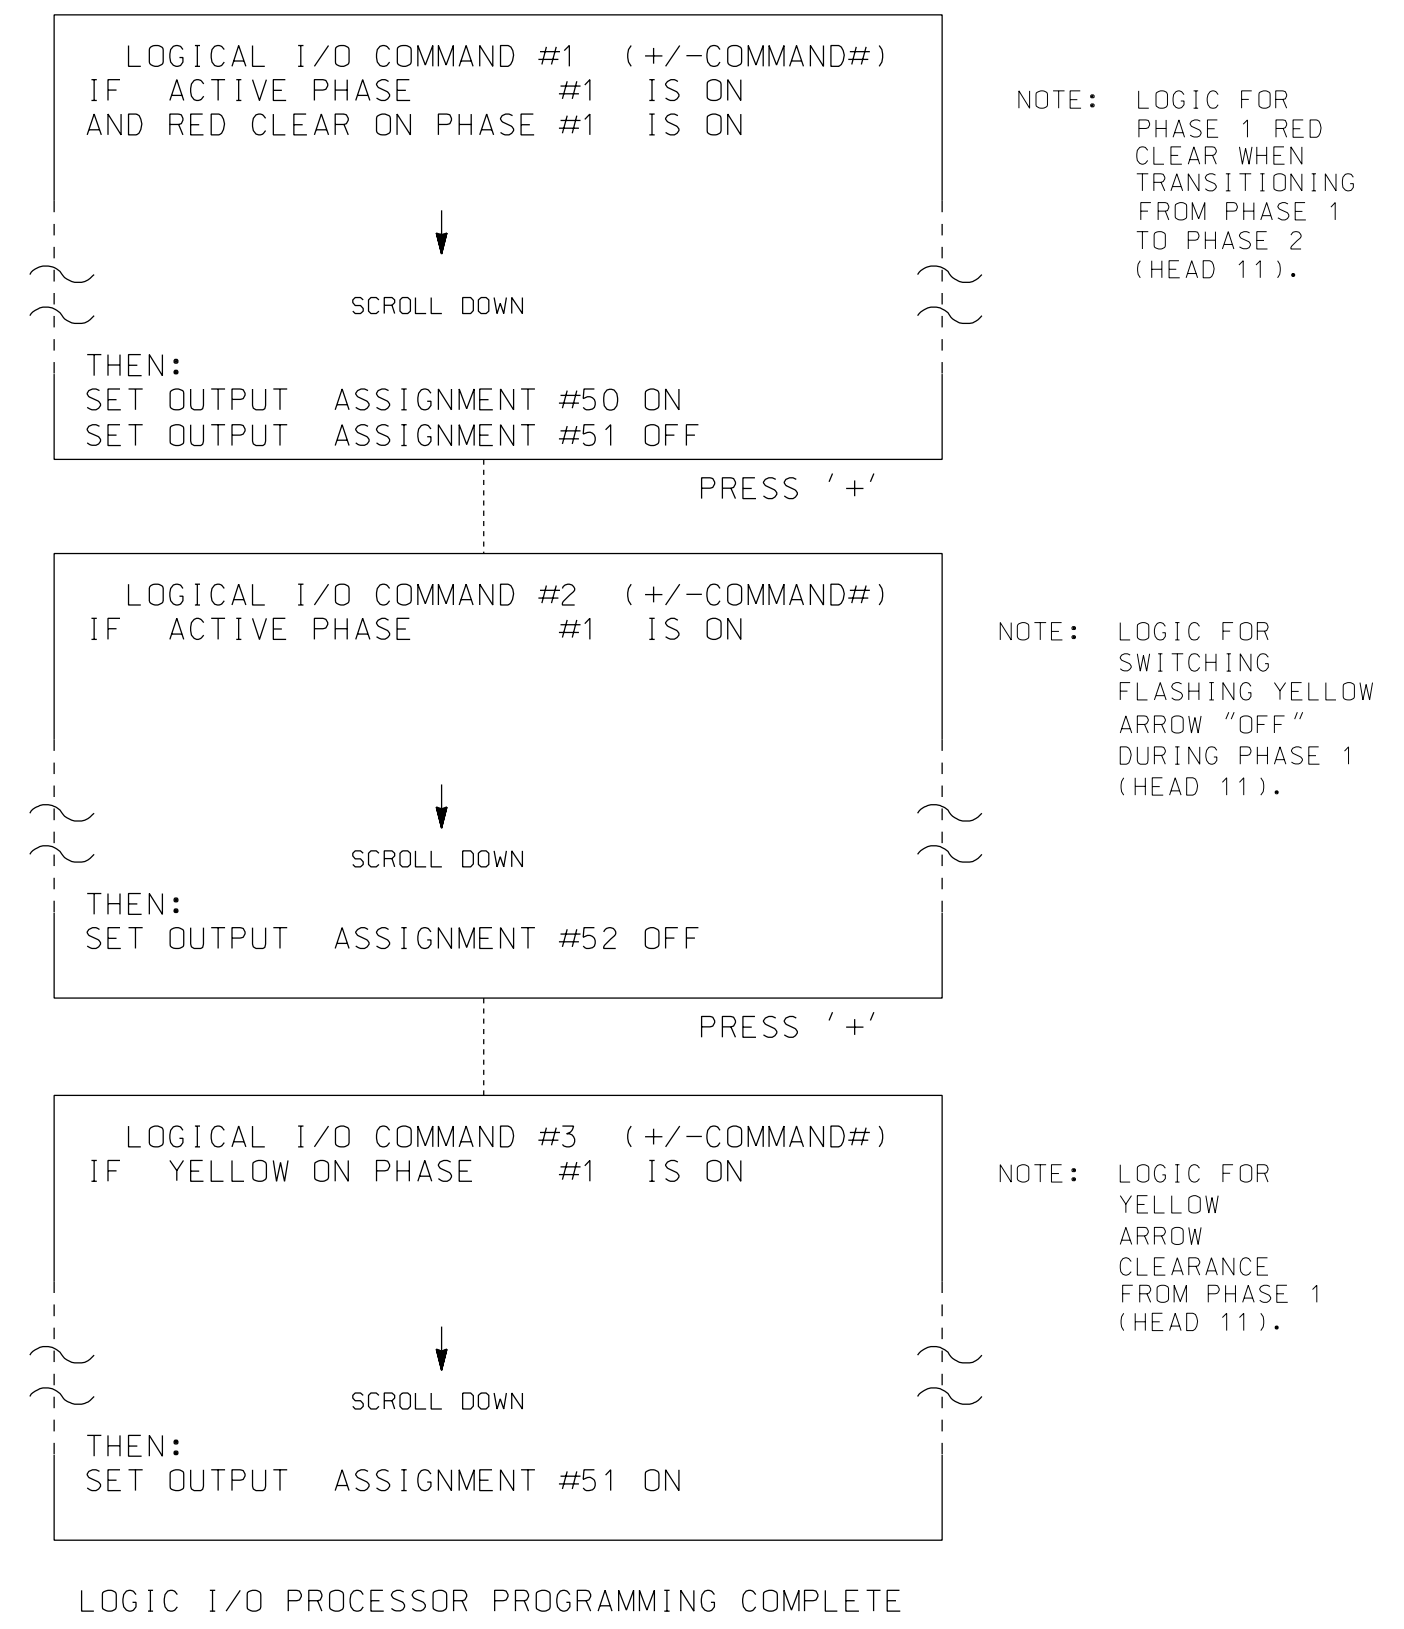 LOGICAL I/O COMMAND #1 (+/-COMMAND#)
IF ACTIVE PHASE #1 IS ON
AND RED CLEAR ON PHASE #1 IS ON
SCROLL DOWN
THEN:
SET OUTPUT ASSIGNMENT #50 ON
SET OUTPUT ASSIGNMENT #51 OFF
NOTE: LOGIC FOR
PHASE 1 RED
CLEAR WHEN
TRANSITIONING
FROM PHASE 1
TO PHASE 2
(HEAD 11).
PRESS '+'
LOGICAL I/O COMMAND #2 (+/-COMMAND#)
IF ACTIVE PHASE #1 IS ON
SCROLL DOWN
THEN:
SET OUTPUT ASSIGNMENT #52 OFF
NOTE: LOGIC FOR
SWITCHING
FLASHING YELLOW
ARROW "OFF"
DURING PHASE 1
(HEAD 11).
PRESS '+'
LOGICAL I/O COMMAND #3 (+/-COMMAND#)
IF YELLOW ON PHASE #1 IS ON
SCROLL DOWN
THEN:
SET OUTPUT ASSIGNMENT #51 ON
NOTE: LOGIC FOR
YELLOW
ARROW
CLEARANCE
FROM PHASE 1
(HEAD 11).
LOGIC I/O PROCESSOR PROGRAMMING COMPLETE